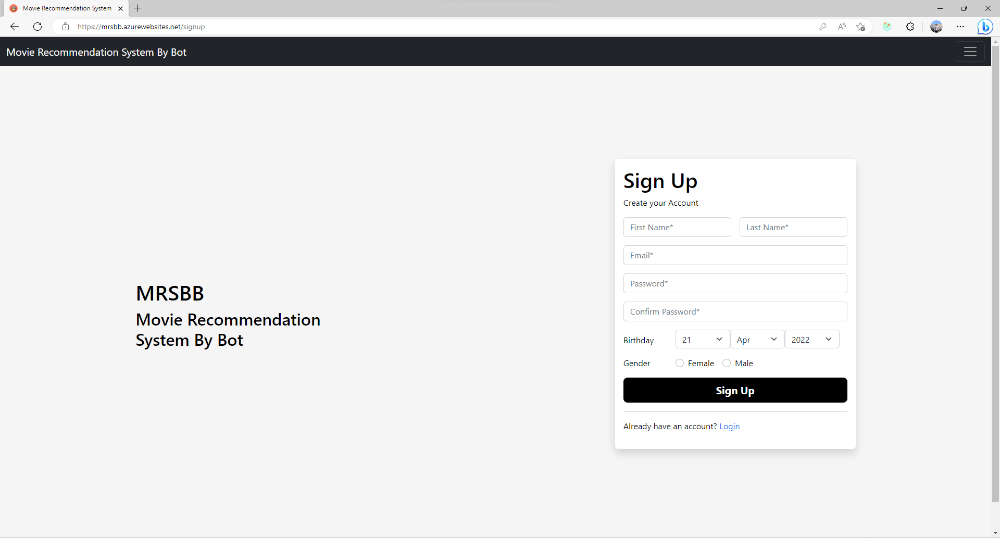 Movie Recommendation System
https://mrsbb.azurewebsites.net/signup
Movie Recommendation System By Bot
Sign Up
Create your Account
First Name* Last Name*
Email*
Password*
Confirm Password*
MRSBB
Movie Recommendation
System By Bot
Birthday 21 Apr 2022
Gender Female Male
Sign Up
Already have an account? Login